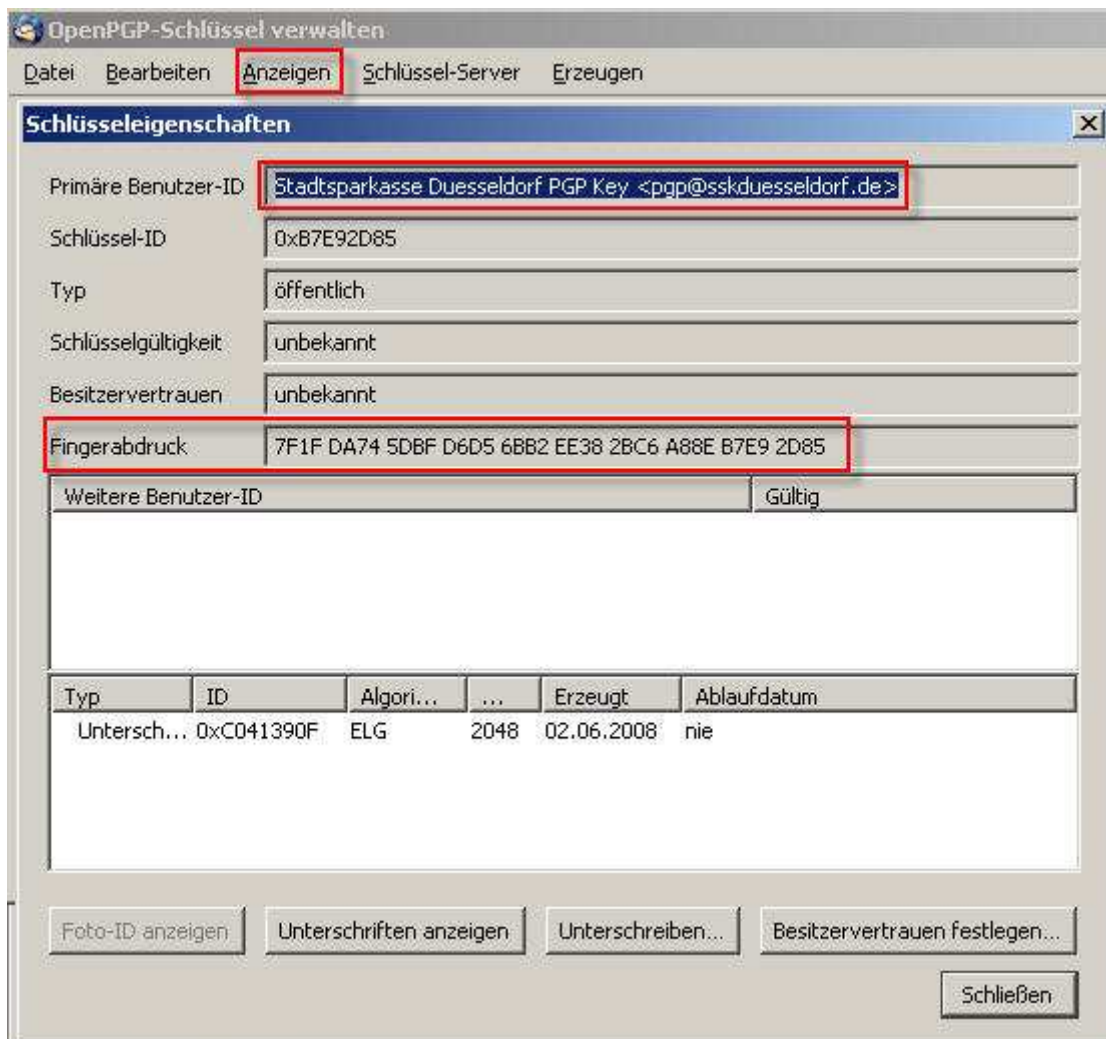 OpenPGP-Schlüssel verwalten
Datei Bearbeiten Anzeigen Schlüssel-Server Erzeugen
Schlüsseleigenschaften
Primäre Benutzer-ID Stadtsparkasse Duesseldorf PGP Key <pgp@sskduesseldorf.de>
Schlüssel-ID 0xB7E92D85
Typ öffentlich
Schlüsselgültigkeit unbekannt
Besitzervertrauen unbekannt
Fingerabdruck 7F1F DA74 5DBF D6D5 6BB2 EE38 2BC6 A88E B7E9 2D85
Weitere Benutzer-ID Gültig
Typ ID Algori... ... Erzeugt Ablaufdatum
Untersch... 0xC041390F ELG 2048 02.06.2008 nie
Foto-ID anzeigen Unterschriften anzeigen Unterschreiben... Besitzervertrauen festlegen...
Schließen